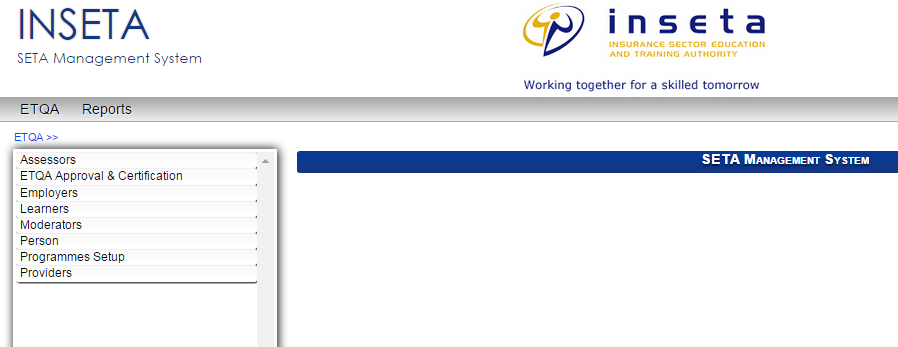 INSETA
SETA Management System
inseta
INSURANCE SECTOR EDUCATION
AND TRAINING AUTHORITY
Working together for a skilled tomorrow
ETQA Reports
ETQA >>
Assessors
ETQA Approval & Certification
Employers
Learners
Moderators
Person
Programmes Setup
Providers
SETA MANAGEMENT SYSTEM